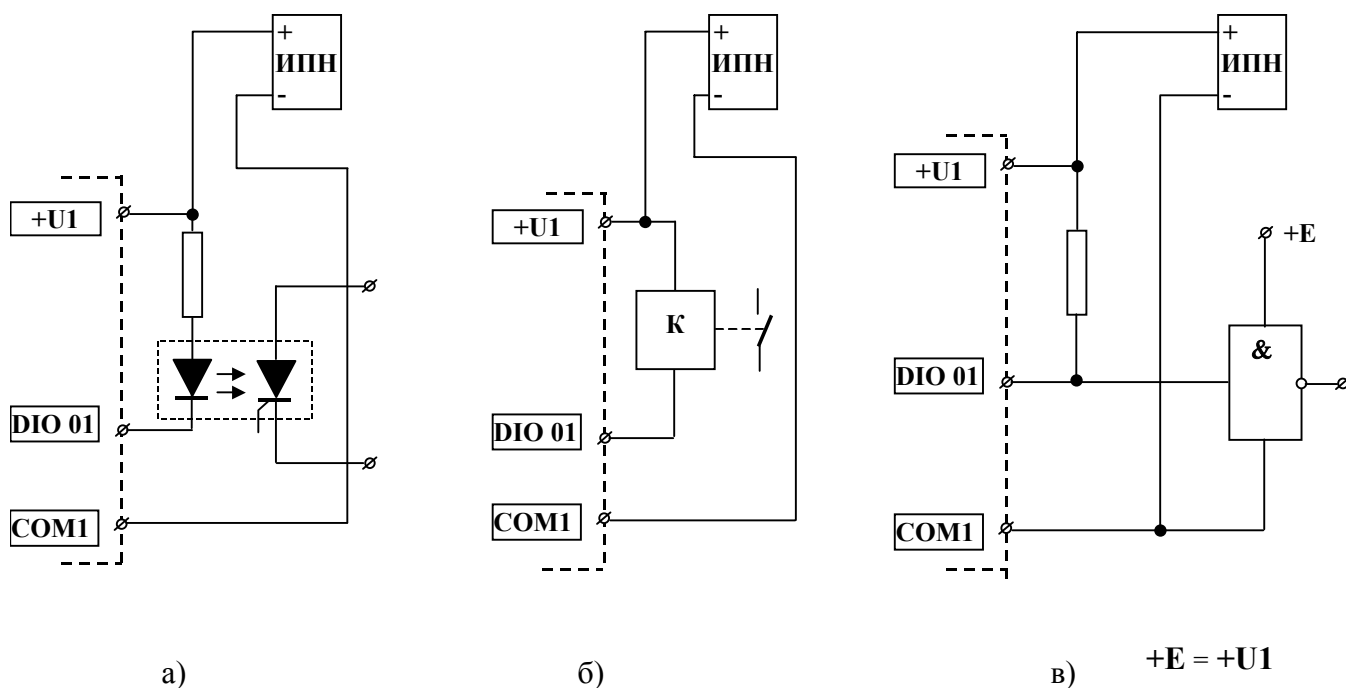 +
ИПН
-
+U1
DIO 01
COM1
а)
+
ИПН
-
+U1
К
DIO 01
COM1
б)
+
ИПН
-
+U1
+E
&
DIO 01
COM1
в)
+E = +U1